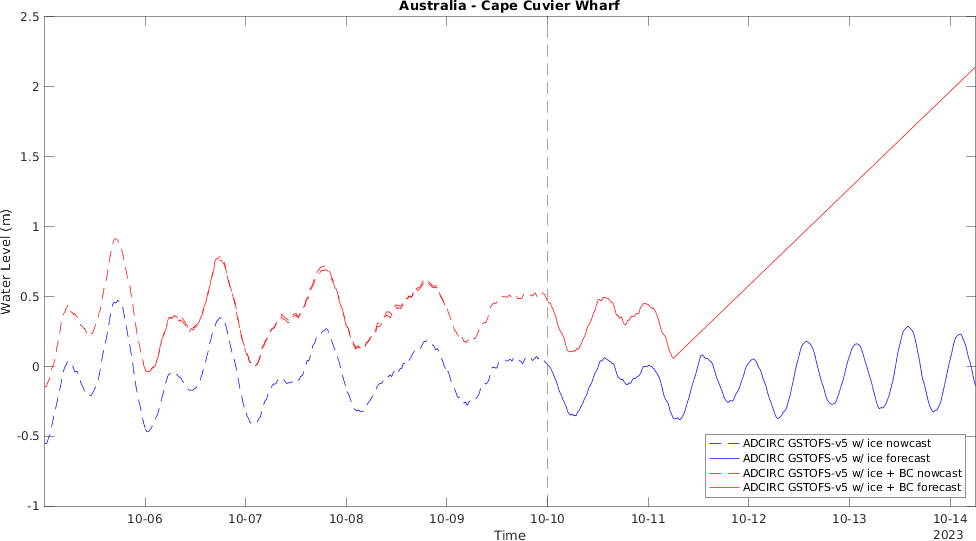 Australia - Cape Cuvier Wharf
2.5
2
1.5
1
0.5
0
-0.5
-1
Water Level (m)
ADCIRC GSTOFS-v5 w/ ice nowcast
ADCIRC GSTOFS-v5 w/ ice forecast
ADCIRC GSTOFS-v5 w/ ice + BC nowcast
ADCIRC GSTOFS-v5 w/ ice + BC forecast
10-06 10-07 10-08 10-09 10-10 10-11 10-12 10-13 10-14
Time 2023